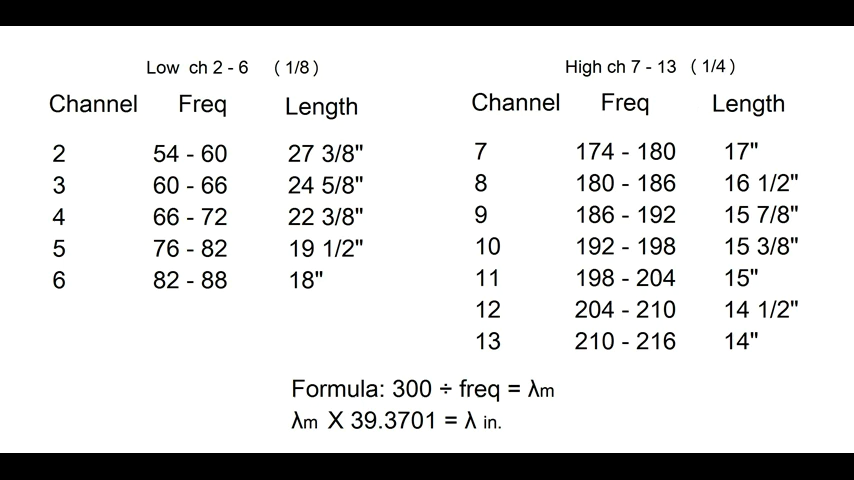 Low ch 2 - 6 ( 1/8 )
Channel Freq Length
2 54 - 60 27 3/8"
3 60 - 66 24 5/8"
4 66 - 72 22 3/8"
5 76 - 82 19 1/2"
6 82 - 88 18"
High ch 7 - 13 ( 1/4 )
Channel Freq Length
7 174 - 180 17"
8 180 - 186 16 1/2"
9 186 - 192 15 7/8"
10 192 - 198 15 3/8"
11 198 - 204 15"
12 204 - 210 14 1/2"
13 210 - 216 14"
Formula: 300 ÷ freq = λm
λm X 39.3701 = λ in.